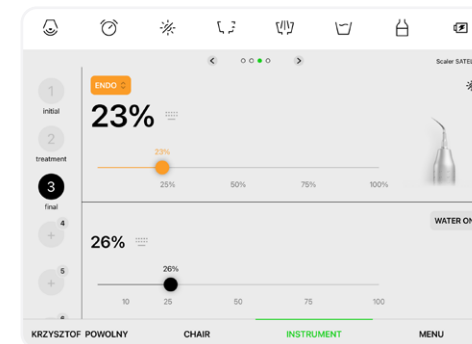 Scaler SATEL
ENDO
1
initial
23%
2
treatment
23%
25% 50% 75% 100%
3
final
4
+
WATER ON
26%
5
+
26%
10 25 50 75 100
KRZYSZTOF POWOLNY CHAIR INSTRUMENT MENU